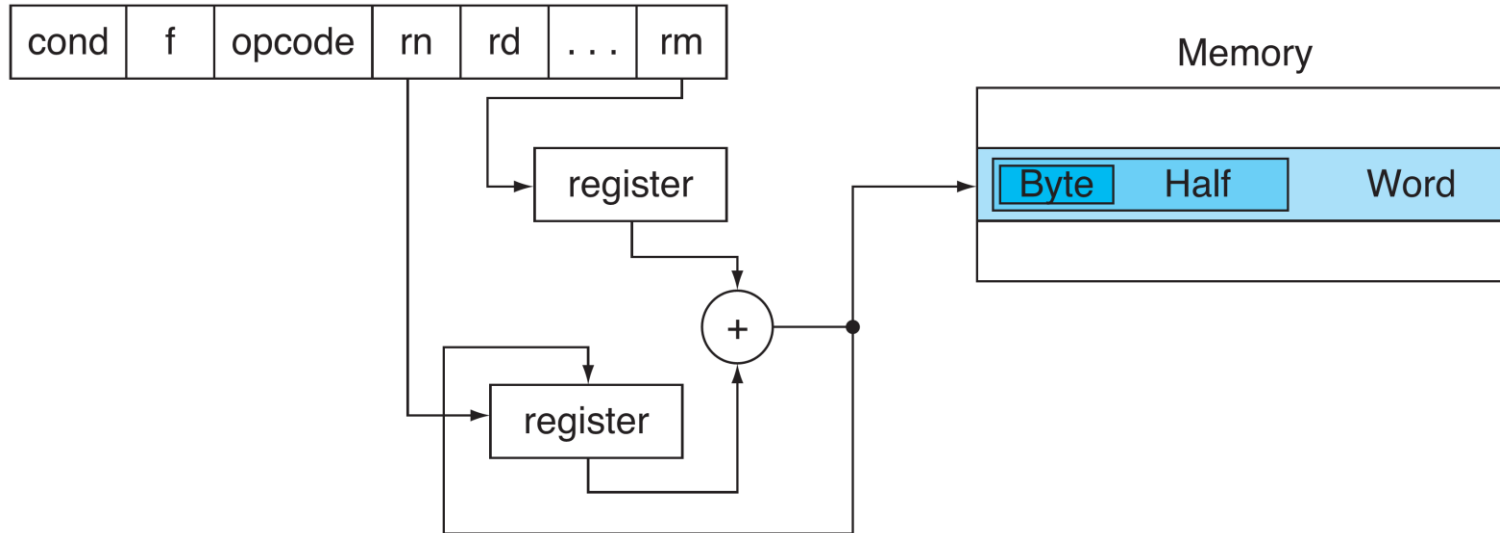 cond f opcode rn rd . . . rm
Memory
register
Byte Half Word
+
register